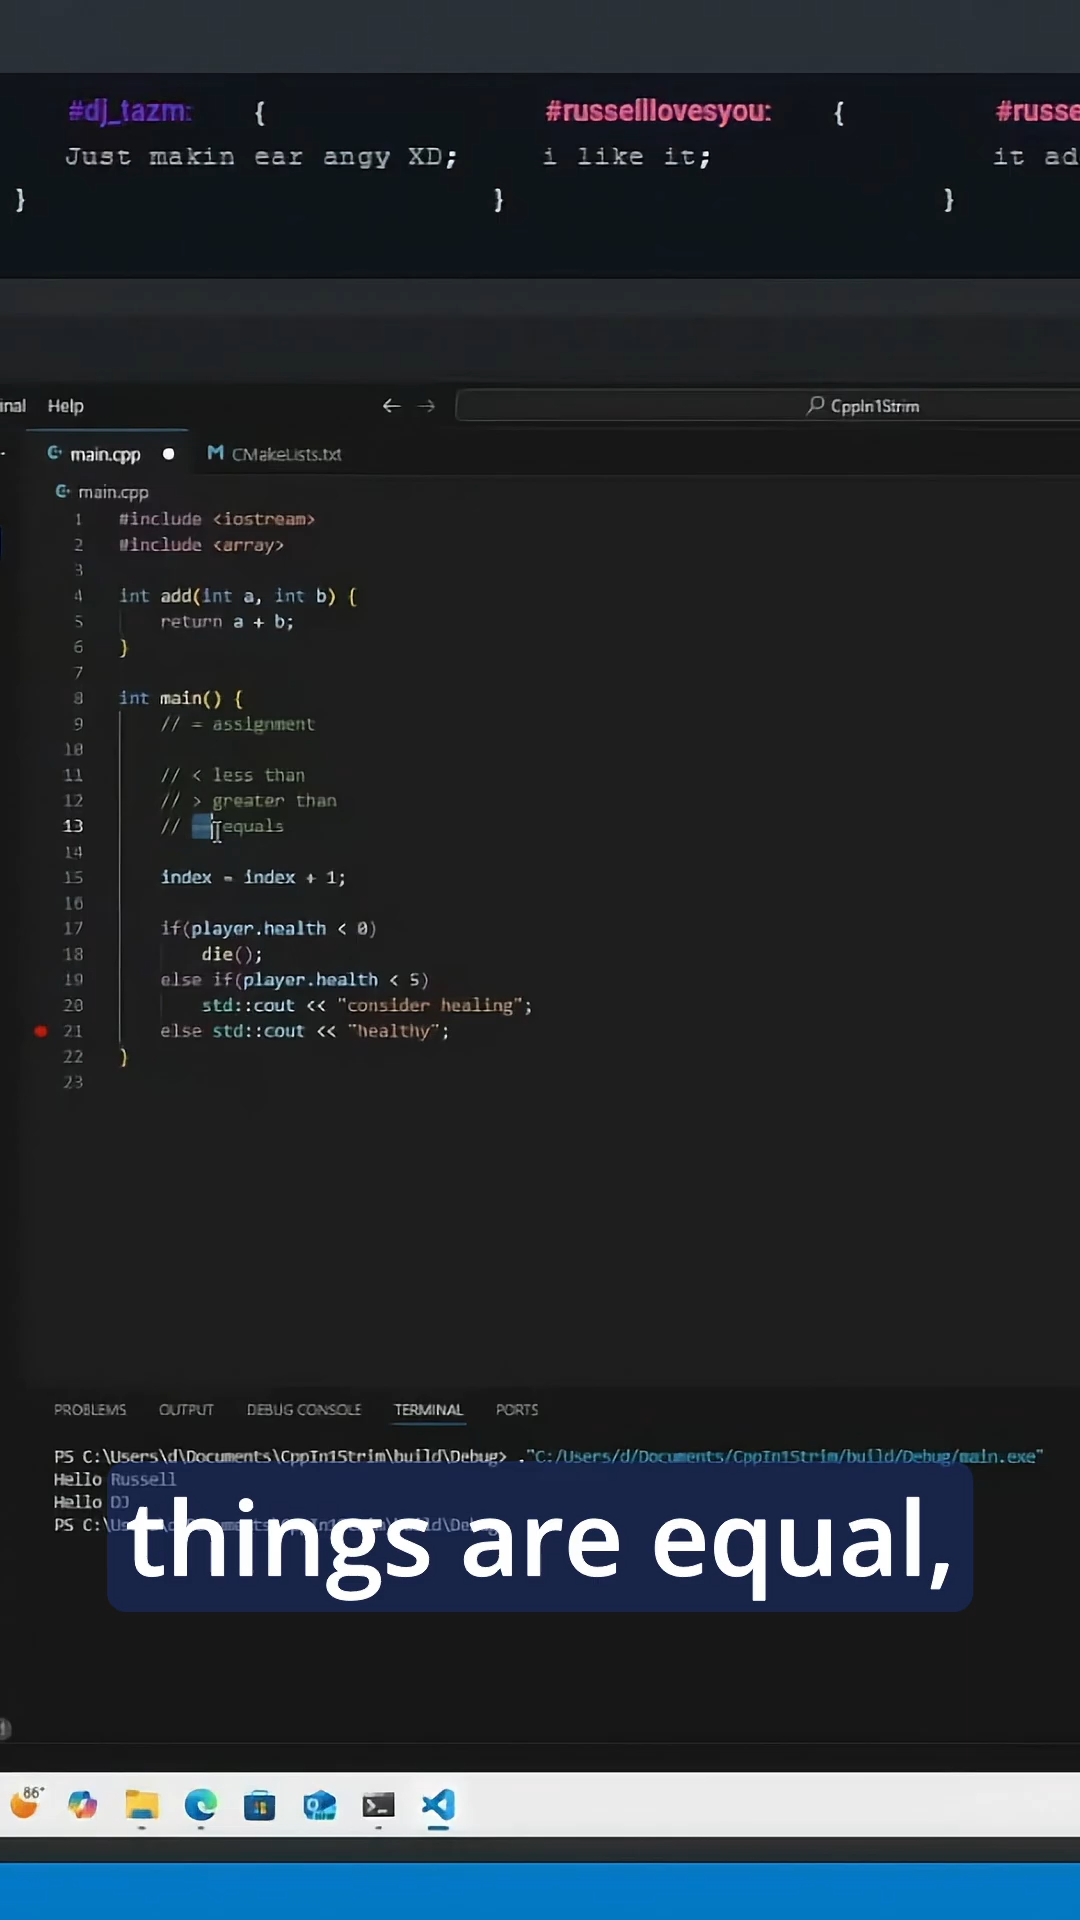 #dj_tazm: {
Just makin ear angy XD;
}
#russelllovesyou: {
i like it;
}
#russe
it ad
}
inal Help
CppIn1Strim
main.cpp
CMakeLists.txt
main.cpp
1 #include <iostream>
2 #include <array>
3
4 int add(int a, int b) {
5 return a + b;
6 }
7
8 int main() {
9 // = assignment
10
11 // < less than
12 // > greater than
13 // == equals
14
15 index = index + 1;
16
17 if(player.health < 0)
18 die();
19 else if(player.health < 5)
20 std::cout << "consider healing";
21 else std::cout << "healthy";
22 }
23
PROBLEMS OUTPUT DEBUG CONSOLE TERMINAL PORTS
PS C:\Users\d\Documents\CppIn1Strim\build\Debug> ."C:/Users/d/Documents/CppIn1Strim/build/Debug/main.exe"
Hello Russell
Hello DJ
PS C:\Users\d\Documents\CppIn1Strim\build\Debug
things are equal,
86°